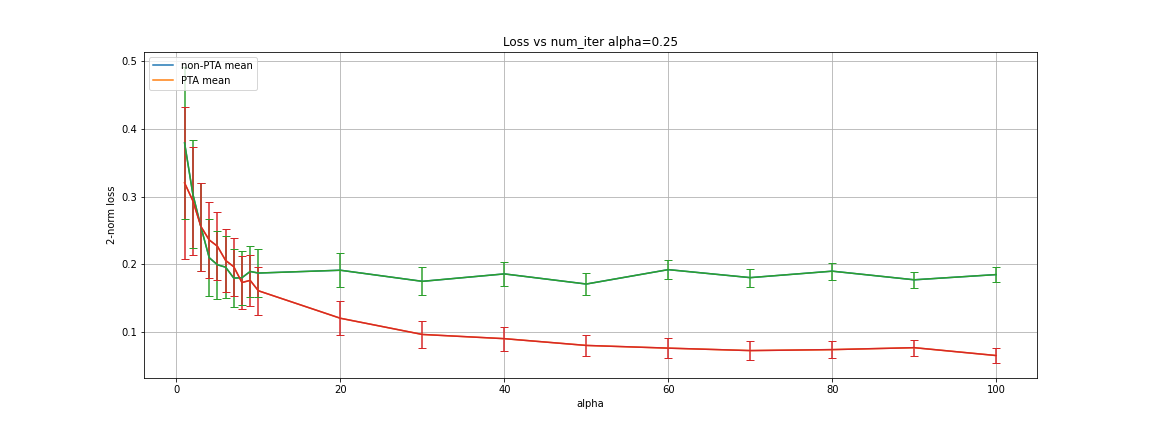 Loss vs num_iter alpha=0.25
non-PTA mean
PTA mean
2-norm loss
0.5
0.4
0.3
0.2
0.1
0 20 40 60 80 100
alpha